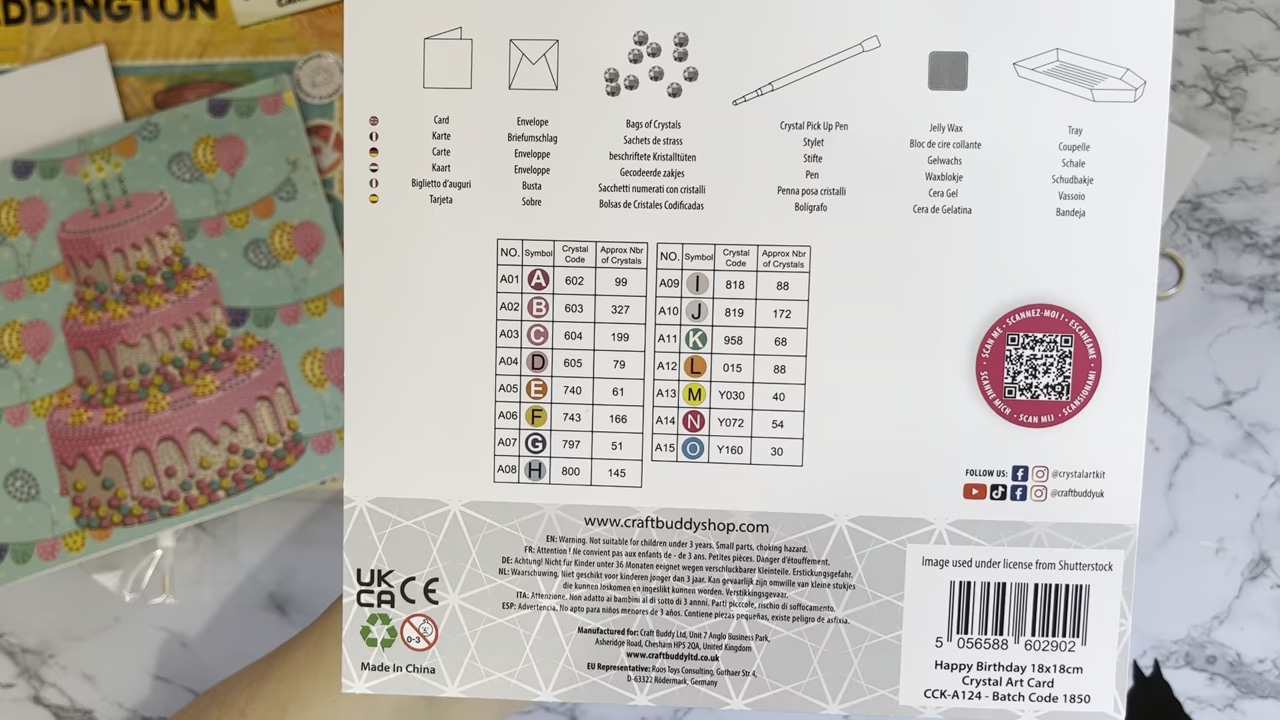 DDINGTON
Card
Karte
Carte
Kaart
Biglietto d'auguri
Tarjeta
Envelope
Briefumschlag
Enveloppe
Enveloppe
Busta
Sobre
Bags of Crystals
Sachets de strass
beschriftete Kristalltüten
Gecodeerde zakjes
Sacchetti numerati con cristalli
Bolsas de Cristales Codificadas
Crystal Pick Up Pen
Stylet
Stifte
Pen
Penna posa cristalli
Bolígrafo
Jelly Wax
Bloc de cire collante
Gelwachs
Waxblokje
Cera Gel
Cera de Gelatina
Tray
Coupelle
Schale
Schudbakje
Vassoio
Bandeja
NO. Symbol Crystal Code Approx Nbr of Crystals
A01 A 602 99
A02 B 603 327
A03 C 604 199
A04 D 605 79
A05 E 740 61
A06 F 743 166
A07 G 797 51
A08 H 800 145
NO. Symbol Crystal Code Approx Nbr of Crystals
A09 I 818 88
A10 J 819 172
A11 K 958 68
A12 L 015 88
A13 M Y030 40
A14 N Y072 54
A15 O Y160 30
SCAN ME • SCANNEZ-MOI ! • ESCANÉAME • SCANSIONAMI • SCAN MIJ • SCANNE MICH
FOLLOW US: @crystalartkit
@craftbuddyuk
www.craftbuddyshop.com
EN: Warning. Not suitable for children under 3 years. Small parts, choking hazard.
FR: Attention ! Ne convient pas aux enfants de - de 3 ans. Petites pièces. Danger d'étouffement.
DE: Achtung! Nicht für Kinder unter 36 Monaten eeignet wegen verschluckbarer Kleinteile. Erstickungsgefahr.
NL: Waarschuwing. Niet geschikt voor kinderen jonger dan 3 jaar. Kan gevaarlijk zijn omwille van kleine stukjes
die kunnen loskomen en ingeslikt kunnen worden. Verstikkingsgevaar.
ITA: Attenzione. Non adatto ai bambini al di sotto di 3 annni. Parti picccole, rischio di soffocamento.
ESP: Advertencia. No apto para niños menores de 3 años. Contiene piezas pequeñas, existe peligro de asfixia.
UK
CA CE
0-3
Made In China
Manufactured for: Craft Buddy Ltd, Unit 7 Anglo Business Park,
Asheridge Road, Chesham HP5 2QA, United Kingdom
www.craftbuddyltd.co.uk
EU Representative: Roos Toys Consulting, Gothaer Str.4,
D-63322 Rödermark, Germany
Image used under license from Shutterstock
5 056588 602902
Happy Birthday 18x18cm
Crystal Art Card
CCK-A124 - Batch Code 1850